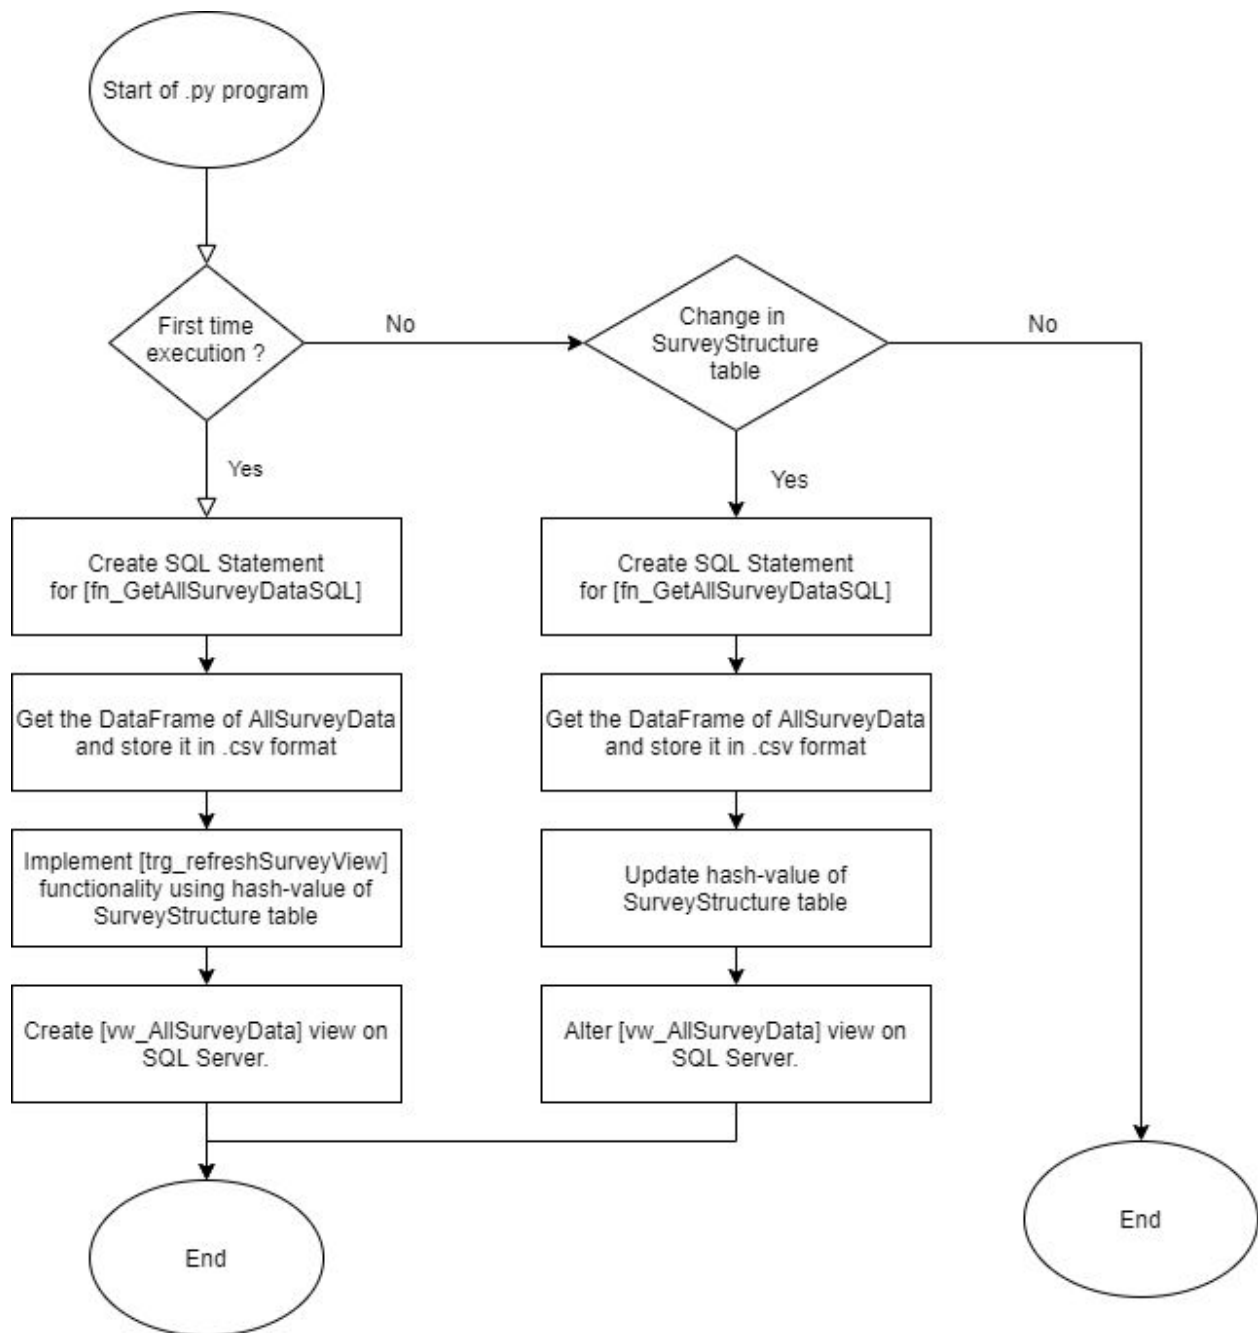 Start of .py program
First time
execution ?
No
Change in
SurveyStructure
table
No
Yes
Yes
Create SQL Statement
for [fn_GetAllSurveyDataSQL]
Create SQL Statement
for [fn_GetAllSurveyDataSQL]
Get the DataFrame of AllSurveyData
and store it in .csv format
Get the DataFrame of AllSurveyData
and store it in .csv format
Implement [trg_refreshSurveyView]
functionality using hash-value of
SurveyStructure table
Update hash-value of
SurveyStructure table
Create [vw_AllSurveyData] view on
SQL Server.
Alter [vw_AllSurveyData] view on
SQL Server.
End
End